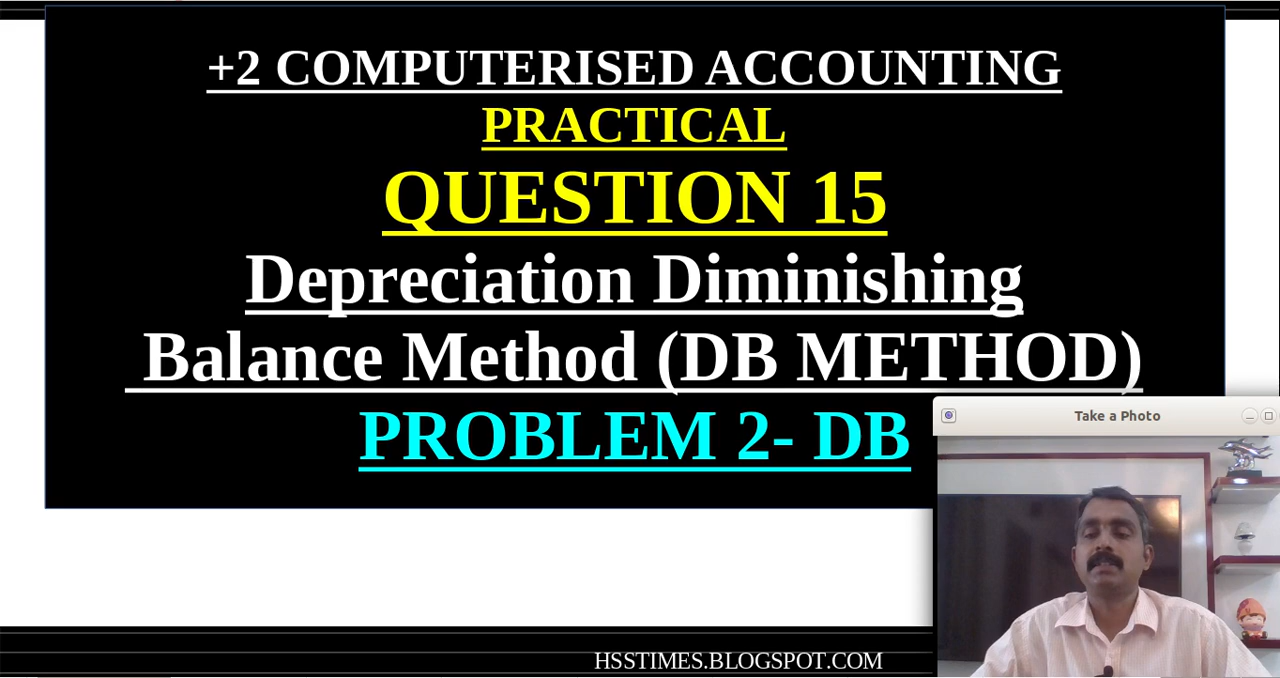 +2 COMPUTERISED ACCOUNTING
PRACTICAL
QUESTION 15
Depreciation Diminishing
Balance Method (DB METHOD)
PROBLEM 2- DB
Take a Photo
HSSTIMES.BLOGSPOT.COM